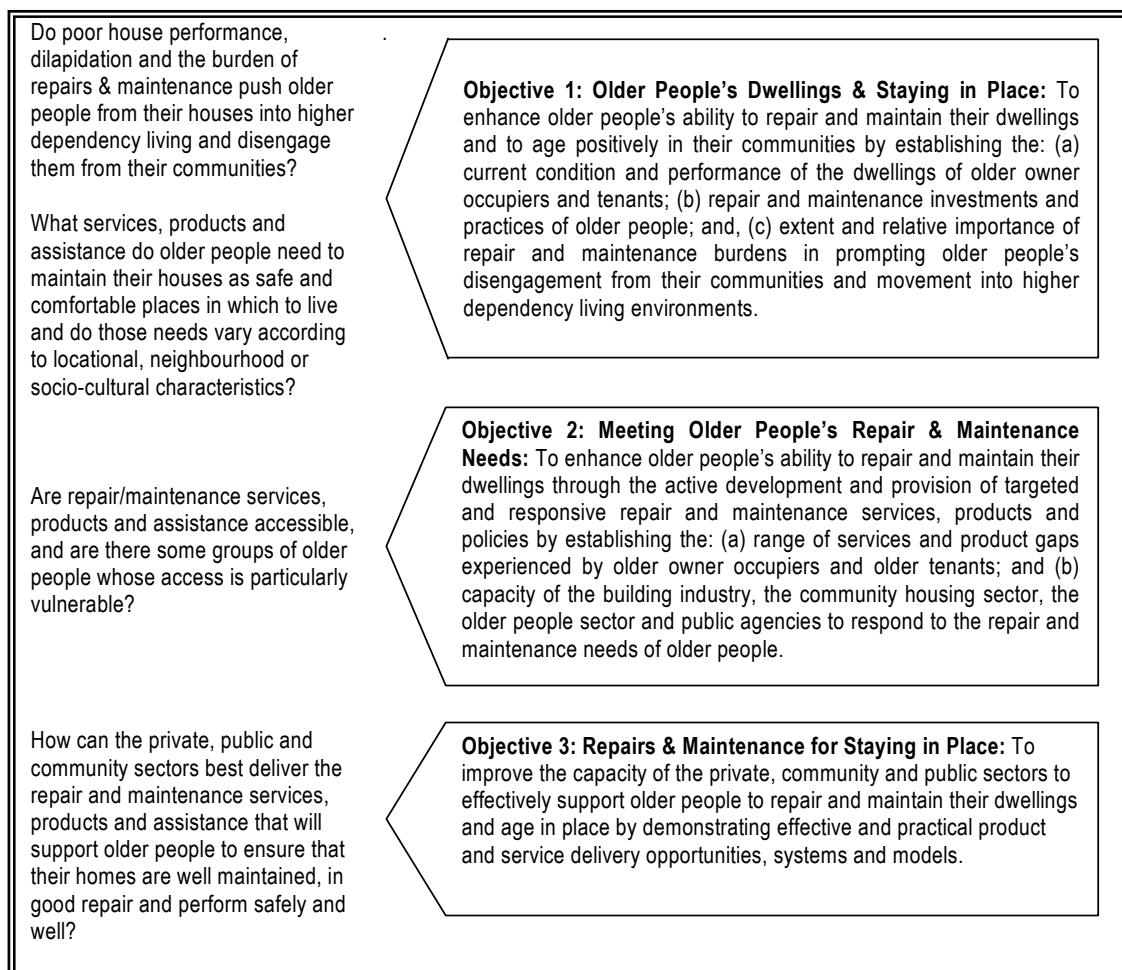 Do poor house performance,
dilapidation and the burden of
repairs & maintenance push older
people from their houses into higher
dependency living and disengage
them from their communities?
What services, products and
assistance do older people need to
maintain their houses as safe and
comfortable places in which to live
and do those needs vary according
to locational, neighbourhood or
socio-cultural characteristics?
.
Objective 1: Older People’s Dwellings & Staying in Place: To
enhance older people’s ability to repair and maintain their dwellings
and to age positively in their communities by establishing the: (a)
current condition and performance of the dwellings of older owner
occupiers and tenants; (b) repair and maintenance investments and
practices of older people; and, (c) extent and relative importance of
repair and maintenance burdens in prompting older people’s
disengagement from their communities and movement into higher
dependency living environments.
Are repair/maintenance services,
products and assistance accessible,
and are there some groups of older
people whose access is particularly
vulnerable?
Objective 2: Meeting Older People’s Repair & Maintenance
Needs: To enhance older people’s ability to repair and maintain their
dwellings through the active development and provision of targeted
and responsive repair and maintenance services, products and
policies by establishing the: (a) range of services and product gaps
experienced by older owner occupiers and older tenants; and (b)
capacity of the building industry, the community housing sector, the
older people sector and public agencies to respond to the repair and
maintenance needs of older people.
How can the private, public and
community sectors best deliver the
repair and maintenance services,
products and assistance that will
support older people to ensure that
their homes are well maintained, in
good repair and perform safely and
well?
Objective 3: Repairs & Maintenance for Staying in Place: To
improve the capacity of the private, community and public sectors to
effectively support older people to repair and maintain their dwellings
and age in place by demonstrating effective and practical product
and service delivery opportunities, systems and models.